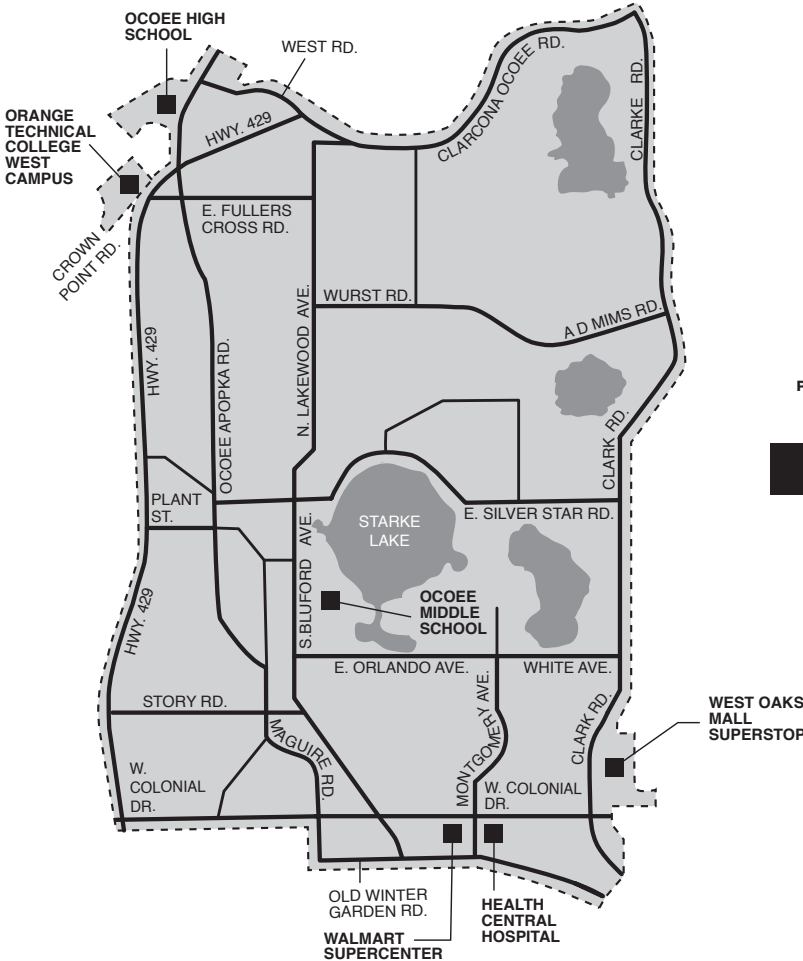 OCOEE HIGH
SCHOOL
WEST RD.
CLARCONA OCOEE RD.
CLARKE RD.
ORANGE
TECHNICAL
COLLEGE
WEST
CAMPUS
HWY. 429
E. FULLERS
CROSS RD.
CROWN
POINT RD.
N. LAKEWOOD AVE.
WURST RD.
A D MIMS RD.
HWY. 429
OCOEE APOPKA RD.
P
CLARK RD.
PLANT
ST.
E. SILVER STAR RD.
STARKE
LAKE
S.BLUFORD AVE.
OCOEE
MIDDLE
SCHOOL
HWY. 429
E. ORLANDO AVE.
WHITE AVE.
STORY RD.
MONTGOMERY AVE.
CLARK RD.
WEST OAKS
MALL
SUPERSTOP
MAGUIRE RD.
W.
COLONIAL
DR.
W. COLONIAL
DR.
OLD WINTER
GARDEN RD.
WALMART
SUPERCENTER
HEALTH
CENTRAL
HOSPITAL